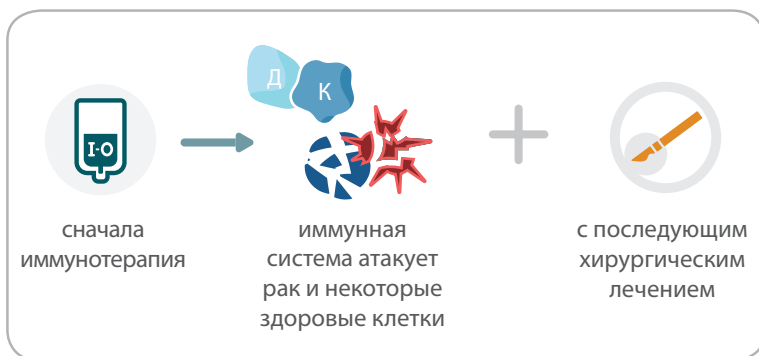 Д
К
I-O
сначала
иммунотерапия
иммунная
система атакует
рак и некоторые
здоровые клетки
с последующим
хирургическим
лечением